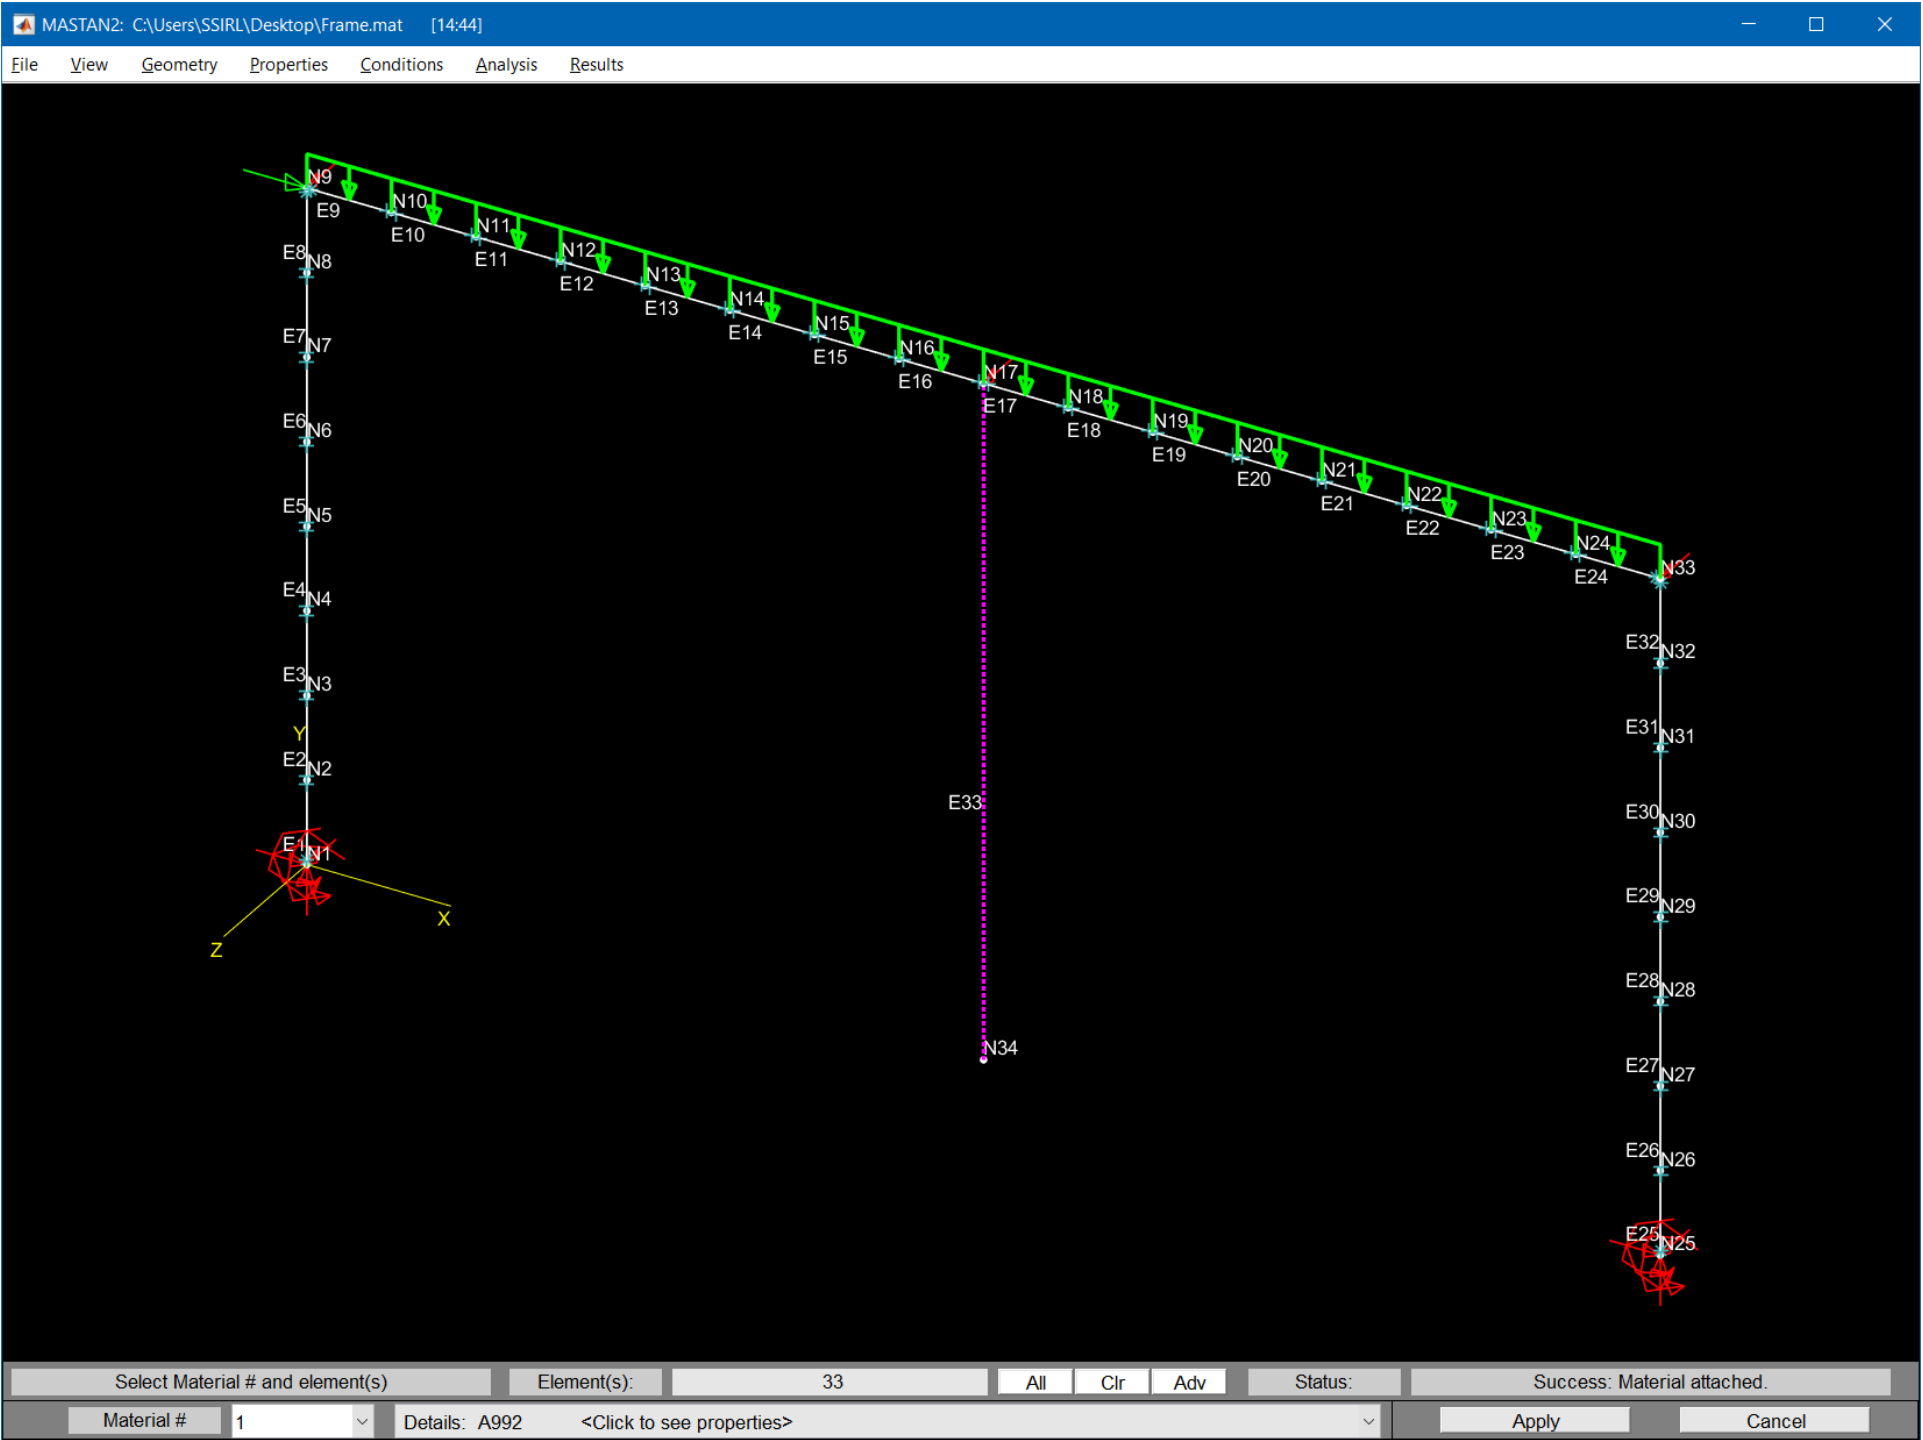 MASTAN2: C:\Users\SSIRL\Desktop\Frame.mat [14:44]
File View Geometry Properties Conditions Analysis Results
N9
E9
N10
E10
N11
E11
N12
E12
N13
E13
N14
E14
N15
E15
N16
E16
N17
E17
N18
E18
N19
E19
N20
E20
N21
E21
N22
E22
N23
E23
N24
E24
N33
E8 N8
E7 N7
E6 N6
E5 N5
E4 N4
E3 N3
Y
E2 N2
E1 N1
X
Z
E33
N34
E32 N32
E31 N31
E30 N30
E29 N29
E28 N28
E27 N27
E26 N26
E25 N25
Select Material # and element(s) Element(s): 33 All Clr Adv Status: Success: Material attached.
Material # 1 Details: A992 <Click to see properties> Apply Cancel